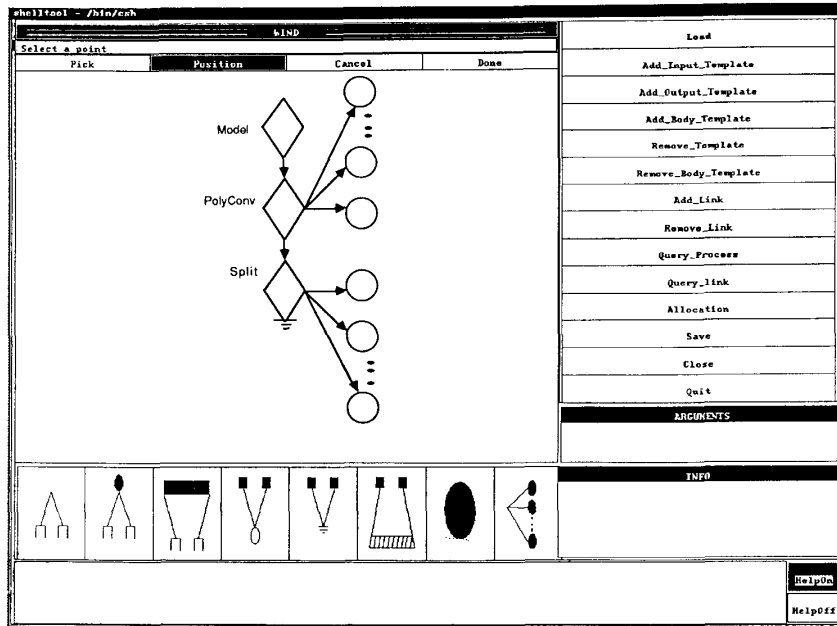 shelltool - /bin/csh
WIND
Select a point
Pick Position Cancel Done
Model
PolyConv
Split
Load
Add_Input_Template
Add_Output_Template
Add_Body_Template
Remove_Template
Remove_Body_Template
Add_Link
Remove_Link
Query_Process
Query_link
Allocation
Save
Close
Quit
ARGUMENTS
INFO
HelpOn
HelpOff